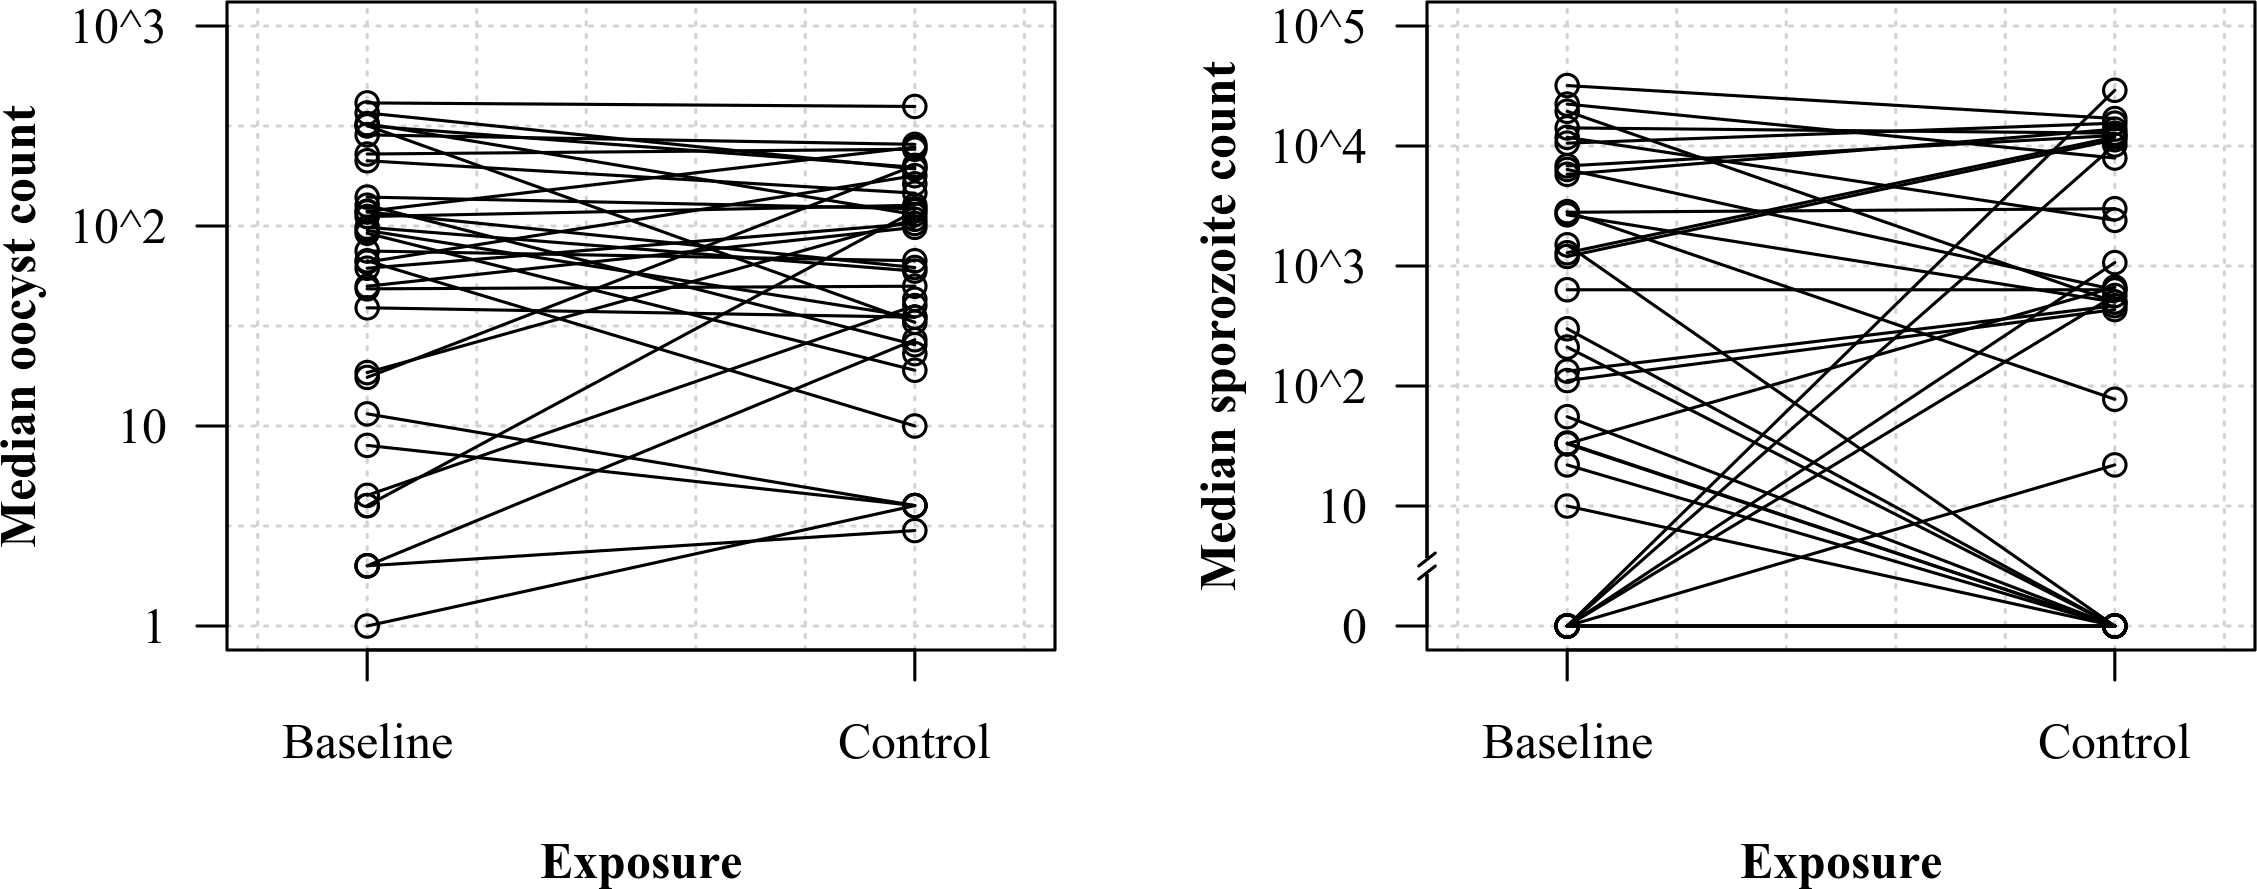 Median oocyst count
10^3
10^2
10
1
Baseline
Control
Exposure
Median sporozoite count
10^5
10^4
10^3
10^2
10
0
Baseline
Control
Exposure